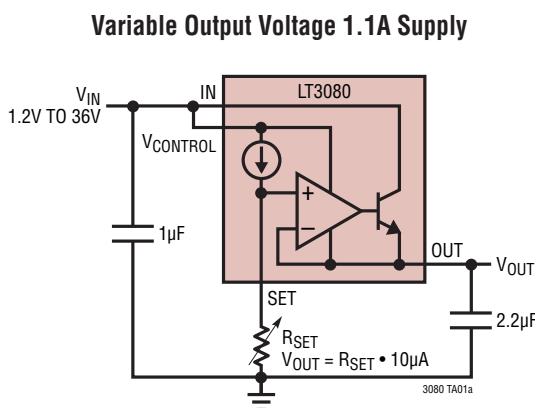 Variable Output Voltage 1.1A Supply
IN
LT3080
VIN
1.2V TO 36V
VCONTROL
+
–
1µF
OUT
VOUT
SET
2.2µF
RSET
VOUT = RSET • 10µA
3080 TA01a